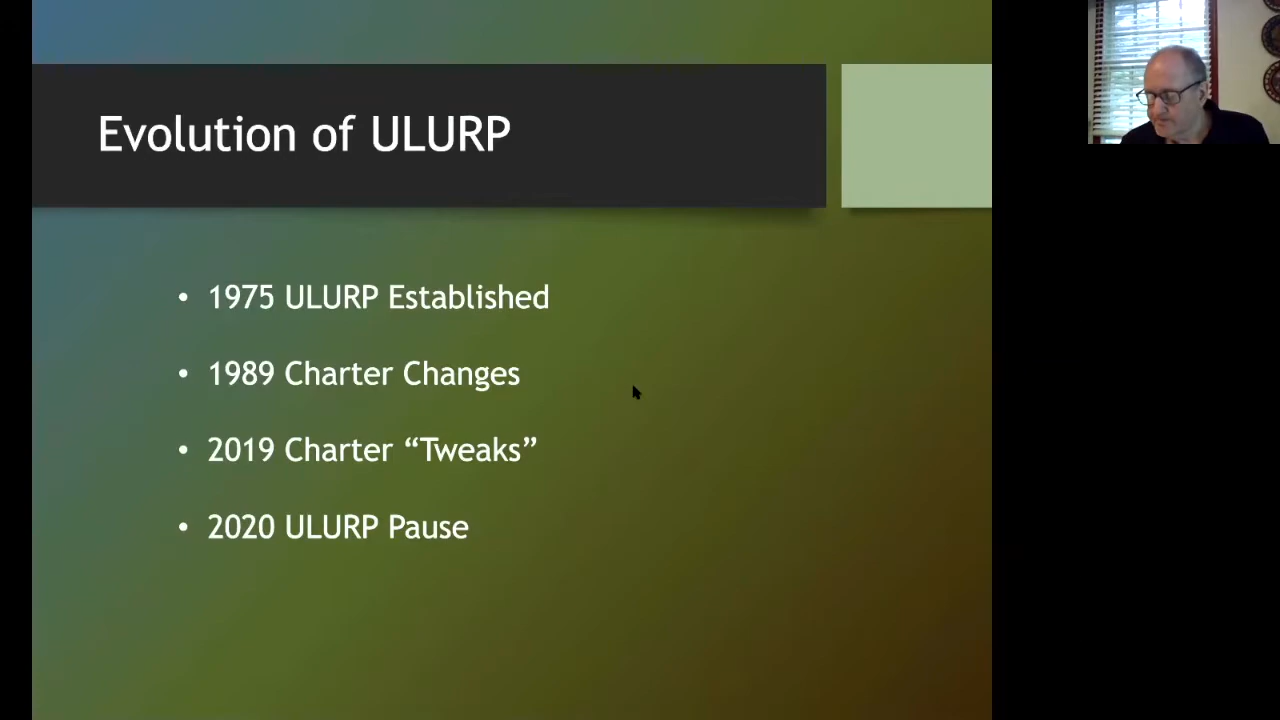 Evolution of ULURP
• 1975 ULURP Established
• 1989 Charter Changes
• 2019 Charter “Tweaks”
• 2020 ULURP Pause